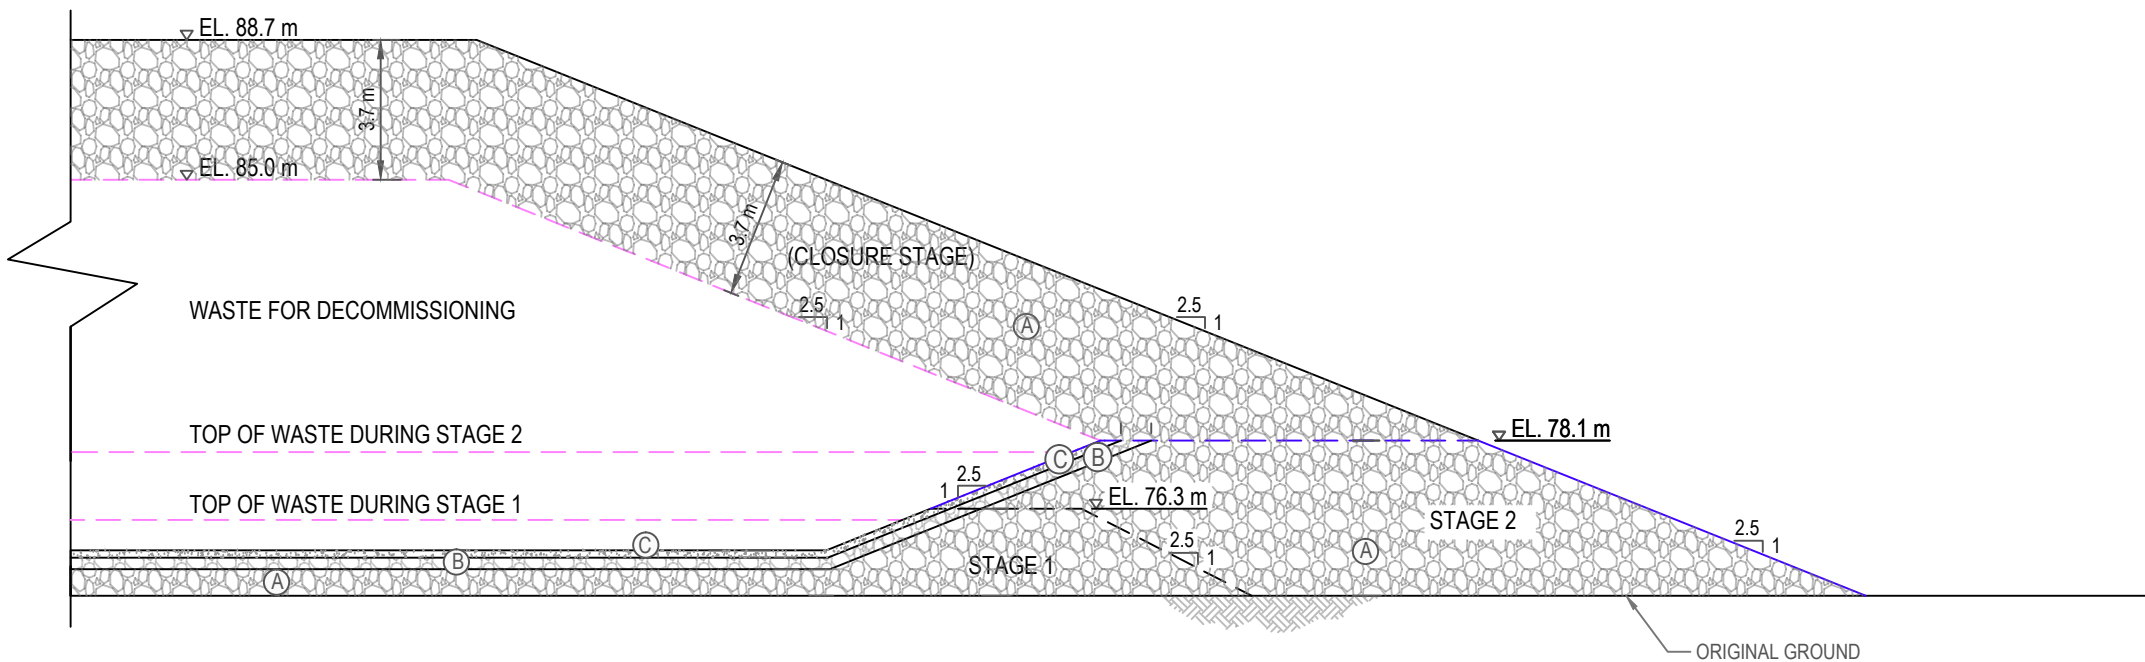 EL. 88.7 m
3.7 m
EL. 85.0 m
3.7 m
(CLOSURE STAGE)
WASTE FOR DECOMMISSIONING
2.5
1
A
2.5
1
TOP OF WASTE DURING STAGE 2
EL. 78.1 m
C
B
2.5
1
TOP OF WASTE DURING STAGE 1
EL. 76.3 m
STAGE 2
2.5
1
C
B
A
STAGE 1
2.5
1
A
ORIGINAL GROUND